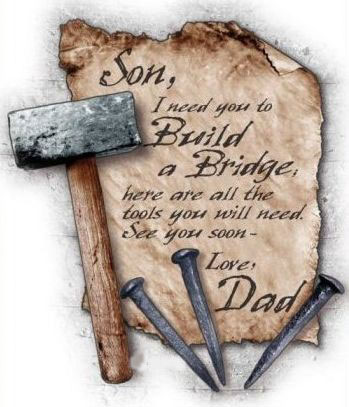 Son,
I need you to
Build
a Bridge;
here are all the
tools you will need.
See you soon-
Love,
Dad